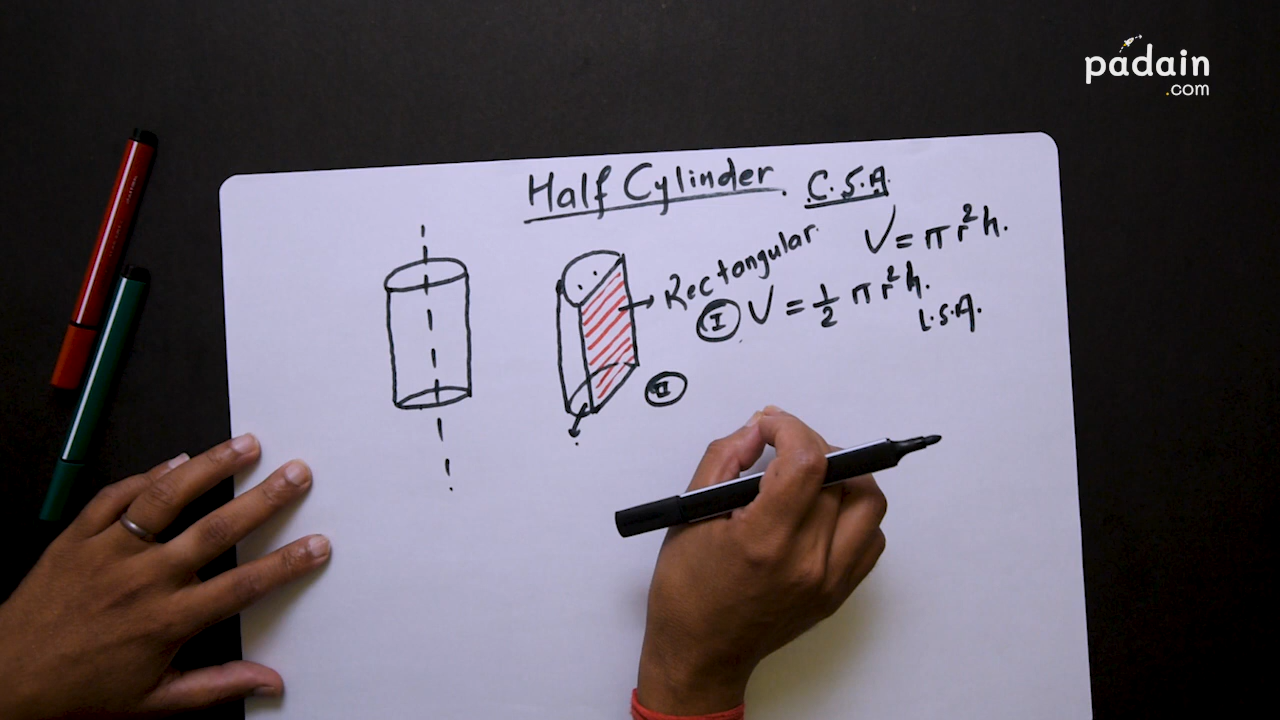 padain
.com
Half Cylinder. C.S.A.
V = πr²h.
Rectangular.
I V = 1/2 πr²h.
L.S.A.
II